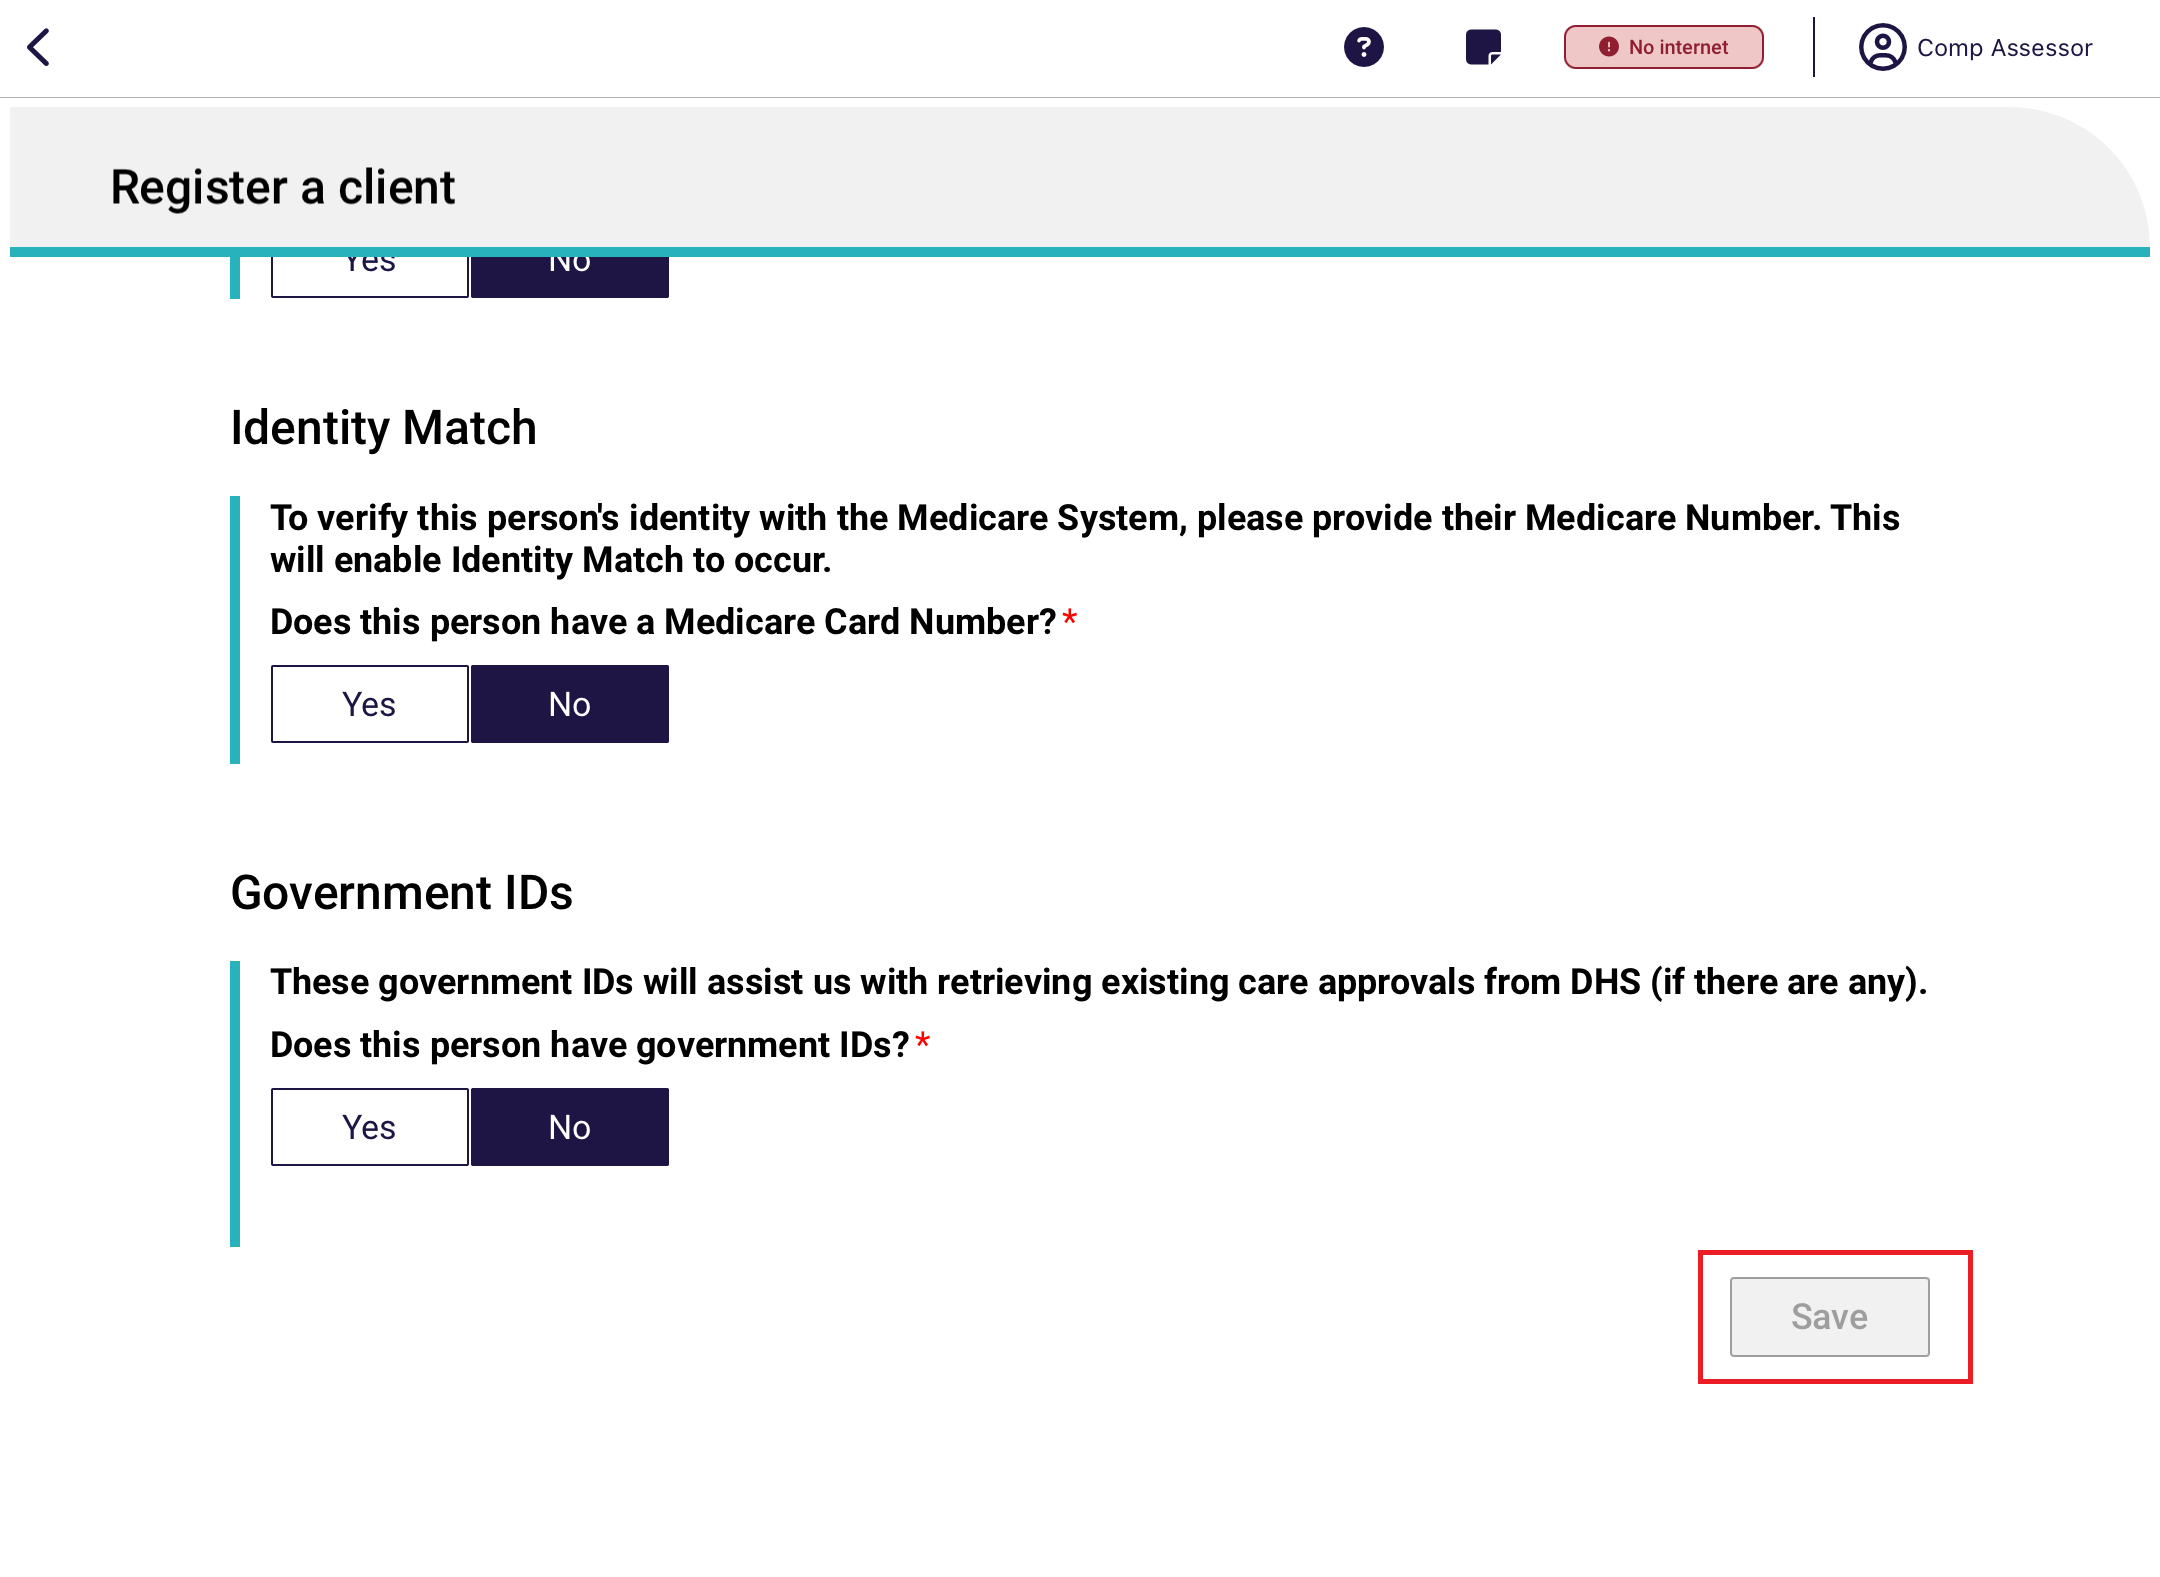 No internet
Comp Assessor
Register a client
Yes No
Identity Match
To verify this person's identity with the Medicare System, please provide their Medicare Number. This
will enable Identity Match to occur.
Does this person have a Medicare Card Number? *
Yes No
Government IDs
These government IDs will assist us with retrieving existing care approvals from DHS (if there are any).
Does this person have government IDs? *
Yes No
Save